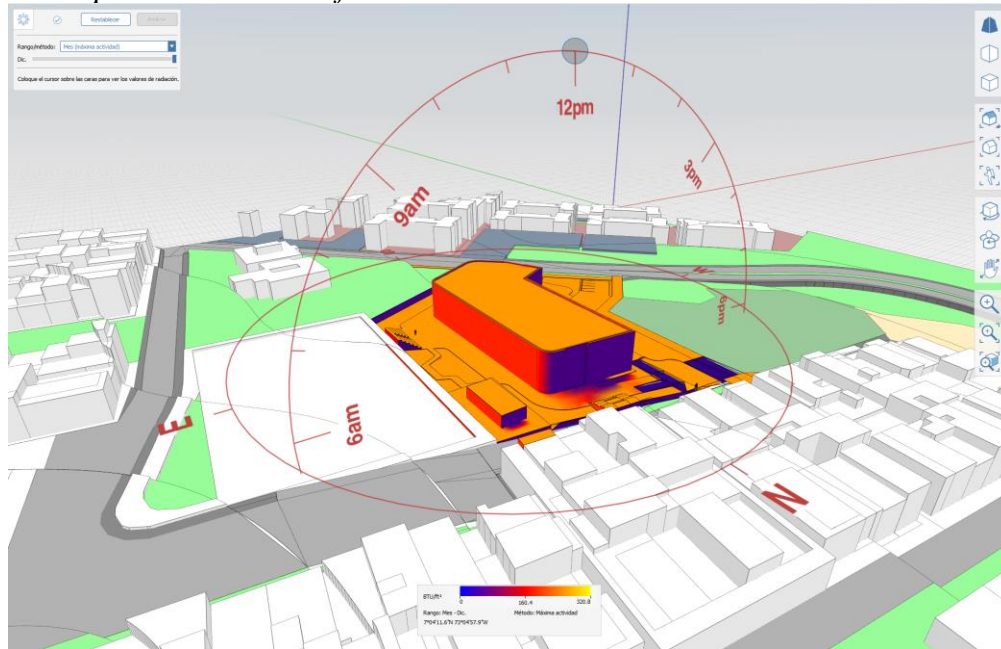 Restablecer
Analizar
Rango/método: Mes (máxima actividad)
Dic.
Coloque el cursor sobre las caras para ver los valores de radiación.
12pm
3pm
9am
W
6pm
6am
E
N
BTU/ft²
0 160.4 320.8
Rango: Mes -Dic. Método: Máxima actividad
7°04'11.6"N 73°04'57.9"W